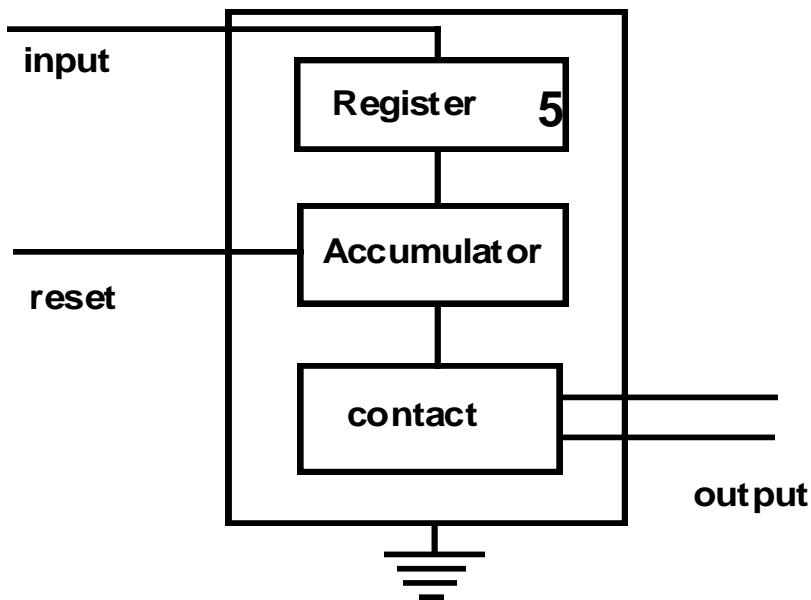 input
Register 5
Accumulator
reset
contact
output